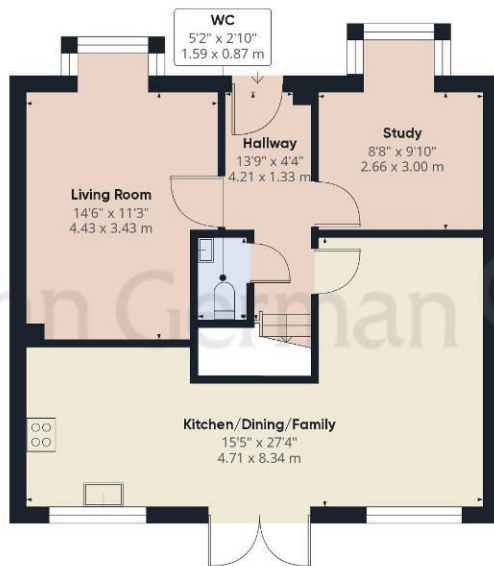 WC
5'2" x 2'10"
1.59 x 0.87 m
Hallway
13'9" x 4'4"
4.21 x 1.33 m
Study
8'8" x 9'10"
2.66 x 3.00 m
Living Room
14'6" x 11'3"
4.43 x 3.43 m
German
Kitchen/Dining/Family
15'5" x 27'4"
4.71 x 8.34 m